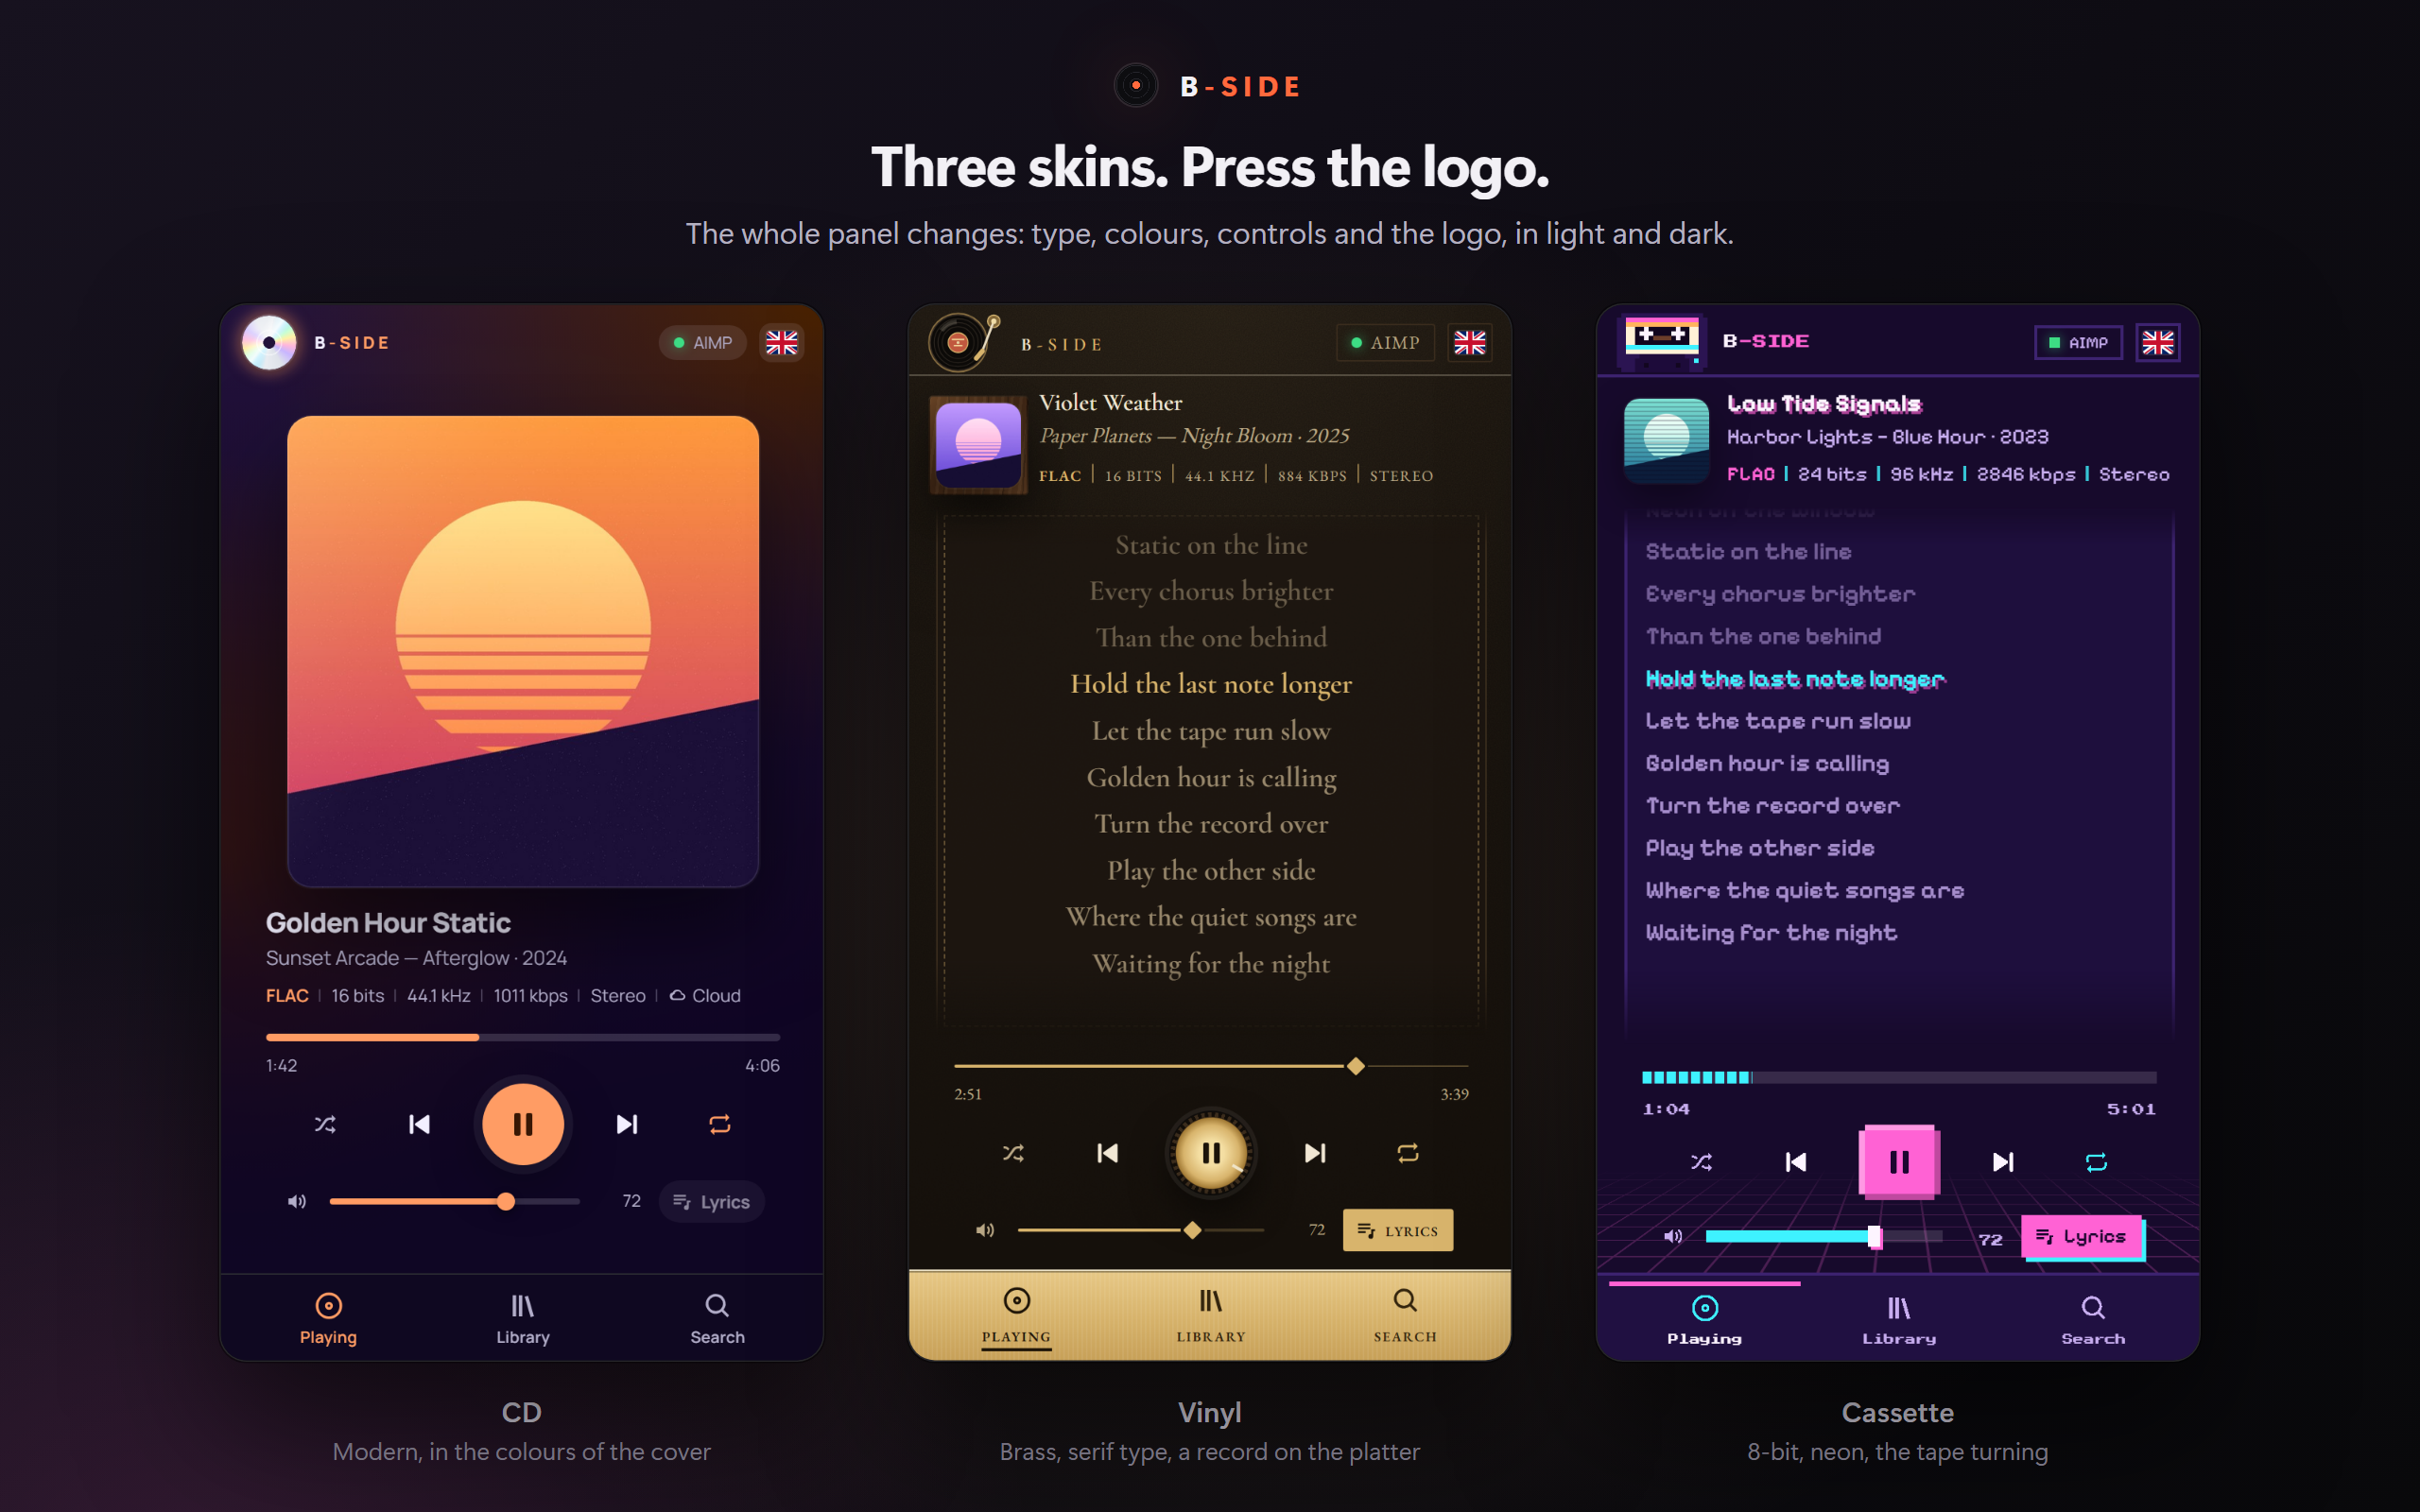 B-SIDE
Three skins. Press the logo.
The whole panel changes: type, colours, controls and the logo, in light and dark.
B-SIDE
AIMP
Golden Hour Static
Sunset Arcade — Afterglow · 2024
FLAC | 16 bits | 44.1 kHz | 1011 kbps | Stereo | Cloud
1:42
4:06
72
Lyrics
Playing
Library
Search
CD
Modern, in the colours of the cover
B-SIDE
AIMP
Violet Weather
Paper Planets — Night Bloom · 2025
FLAC | 16 BITS | 44.1 KHZ | 884 KBPS | STEREO
Static on the line
Every chorus brighter
Than the one behind
Hold the last note longer
Let the tape run slow
Golden hour is calling
Turn the record over
Play the other side
Where the quiet songs are
Waiting for the night
2:51
3:39
72
LYRICS
PLAYING
LIBRARY
SEARCH
Vinyl
Brass, serif type, a record on the platter
B-SIDE
AIMP
Low Tide Signals
Harbor Lights – Blue Hour · 2023
FLAC | 24 bits | 96 kHz | 2846 kbps | Stereo
Neon on the window
Static on the line
Every chorus brighter
Than the one behind
Hold the last note longer
Let the tape run slow
Golden hour is calling
Turn the record over
Play the other side
Where the quiet songs are
Waiting for the night
1:04
5:01
72
Lyrics
Playing
Library
Search
Cassette
8-bit, neon, the tape turning